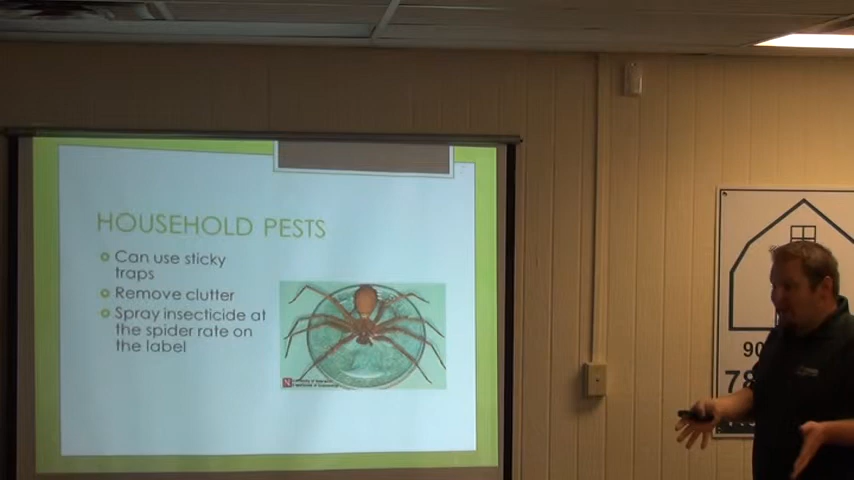 HOUSEHOLD PESTS
Can use sticky
traps
Remove clutter
Spray insecticide at
the spider rate on
the label
N
90
78